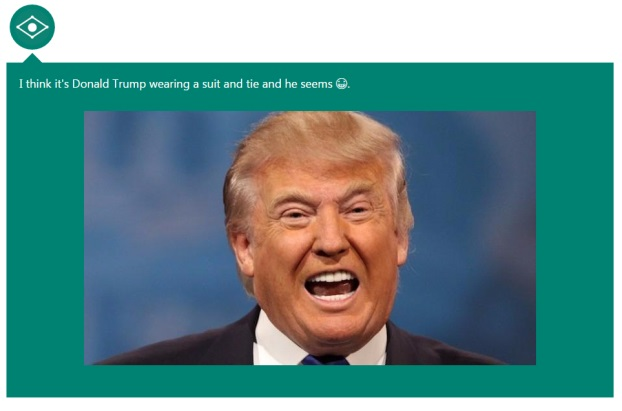 I think it's Donald Trump wearing a suit and tie and he seems 😂.